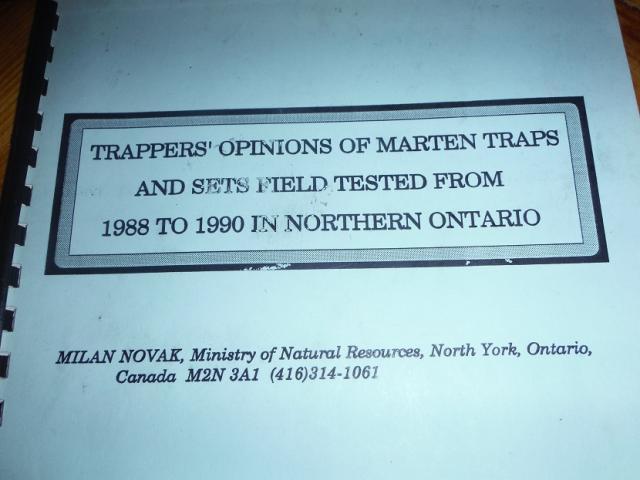 TRAPPERS' OPINIONS OF MARTEN TRAPS
AND SETS FIELD TESTED FROM
1988 TO 1990 IN NORTHERN ONTARIO
MILAN NOVAK, Ministry of Natural Resources, North York, Ontario,
Canada M2N 3A1 (416)314-1061